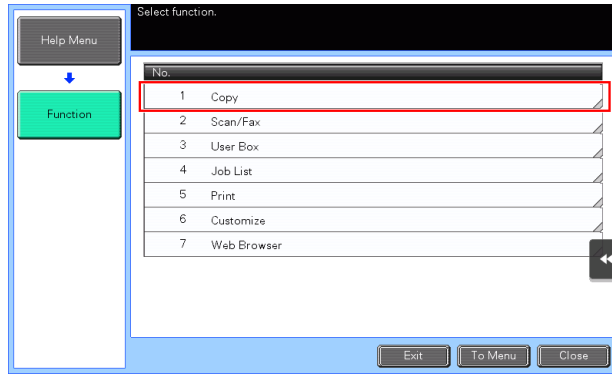 Select function.
Help Menu
Function
No.
1 Copy
2 Scan/Fax
3 User Box
4 Job List
5 Print
6 Customize
7 Web Browser
Exit To Menu Close